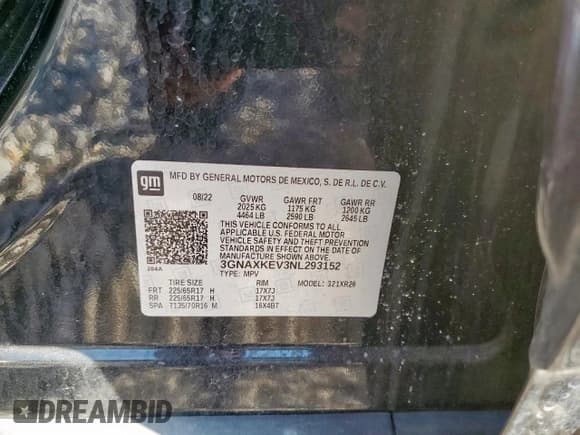 gm
MFD BY GENERAL MOTORS DE MEXICO, S. DE R.L. DE C.V.
08/22 GVWR GAWR FRT GAWR RR
2025 KG 1175 KG 1200 KG
4464 LB 2590 LB 2645 LB
THIS VEHICLE CONFORMS TO ALL
APPLICABLE U.S. FEDERAL MOTOR
VEHICLE SAFETY AND THEFT
PREVENTION STANDARDS IN EFFECT
ON THE DATE OF MANUFACTURE
SHOWN ABOVE.
3GNAXKEV3NL293152
TYPE: MPV MODEL: 321XR26
TIRE SIZE RIM
FRT 225/65R17 H 17X7J
RR 225/65R17 H 17X7J
SPA T135/70R16 M 16X4BT
DREAMBID